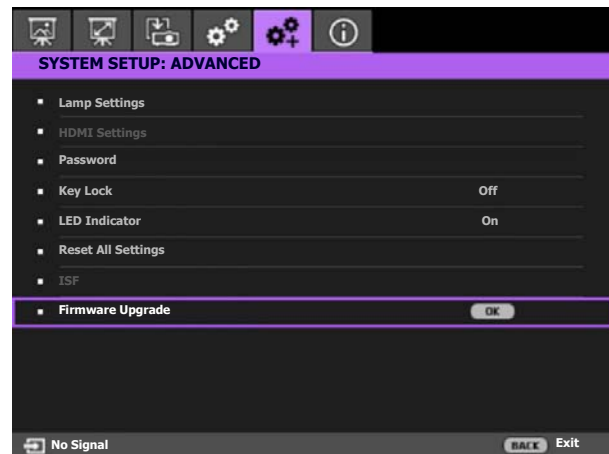 SYSTEM SETUP: ADVANCED
Lamp Settings
HDMI Settings
Password
Key Lock Off
LED Indicator On
Reset All Settings
ISF
Firmware Upgrade OK
No Signal BACK Exit